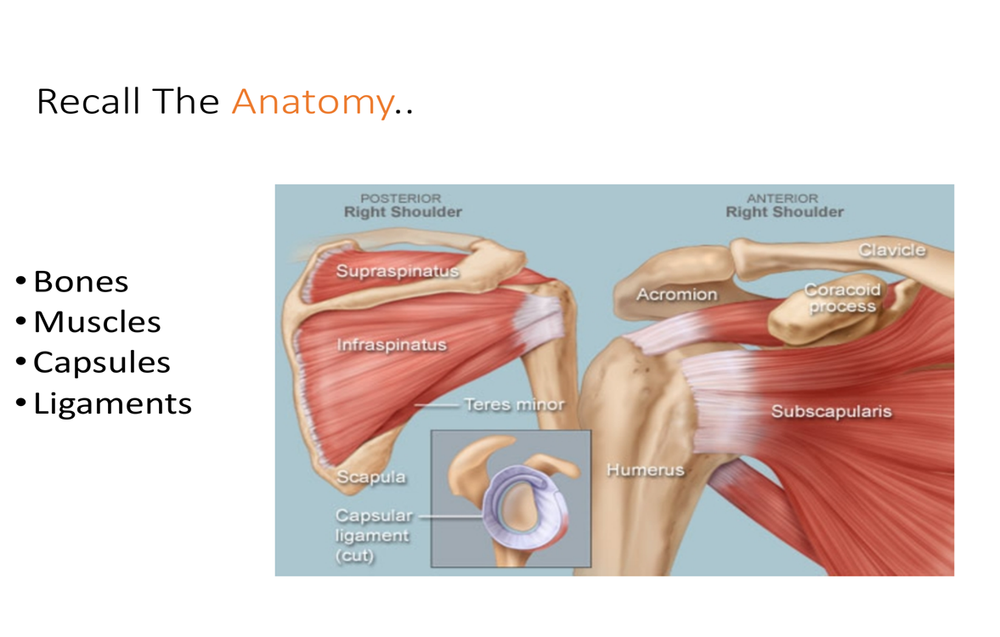 Recall The Anatomy..
• Bones
• Muscles
• Capsules
• Ligaments
POSTERIOR
Right Shoulder
Supraspinatus
Infraspinatus
Teres minor
Scapula
Capsular
ligament
(cut)
ANTERIOR
Right Shoulder
Clavicle
Acromion
Coracoid
process
Subscapularis
Humerus